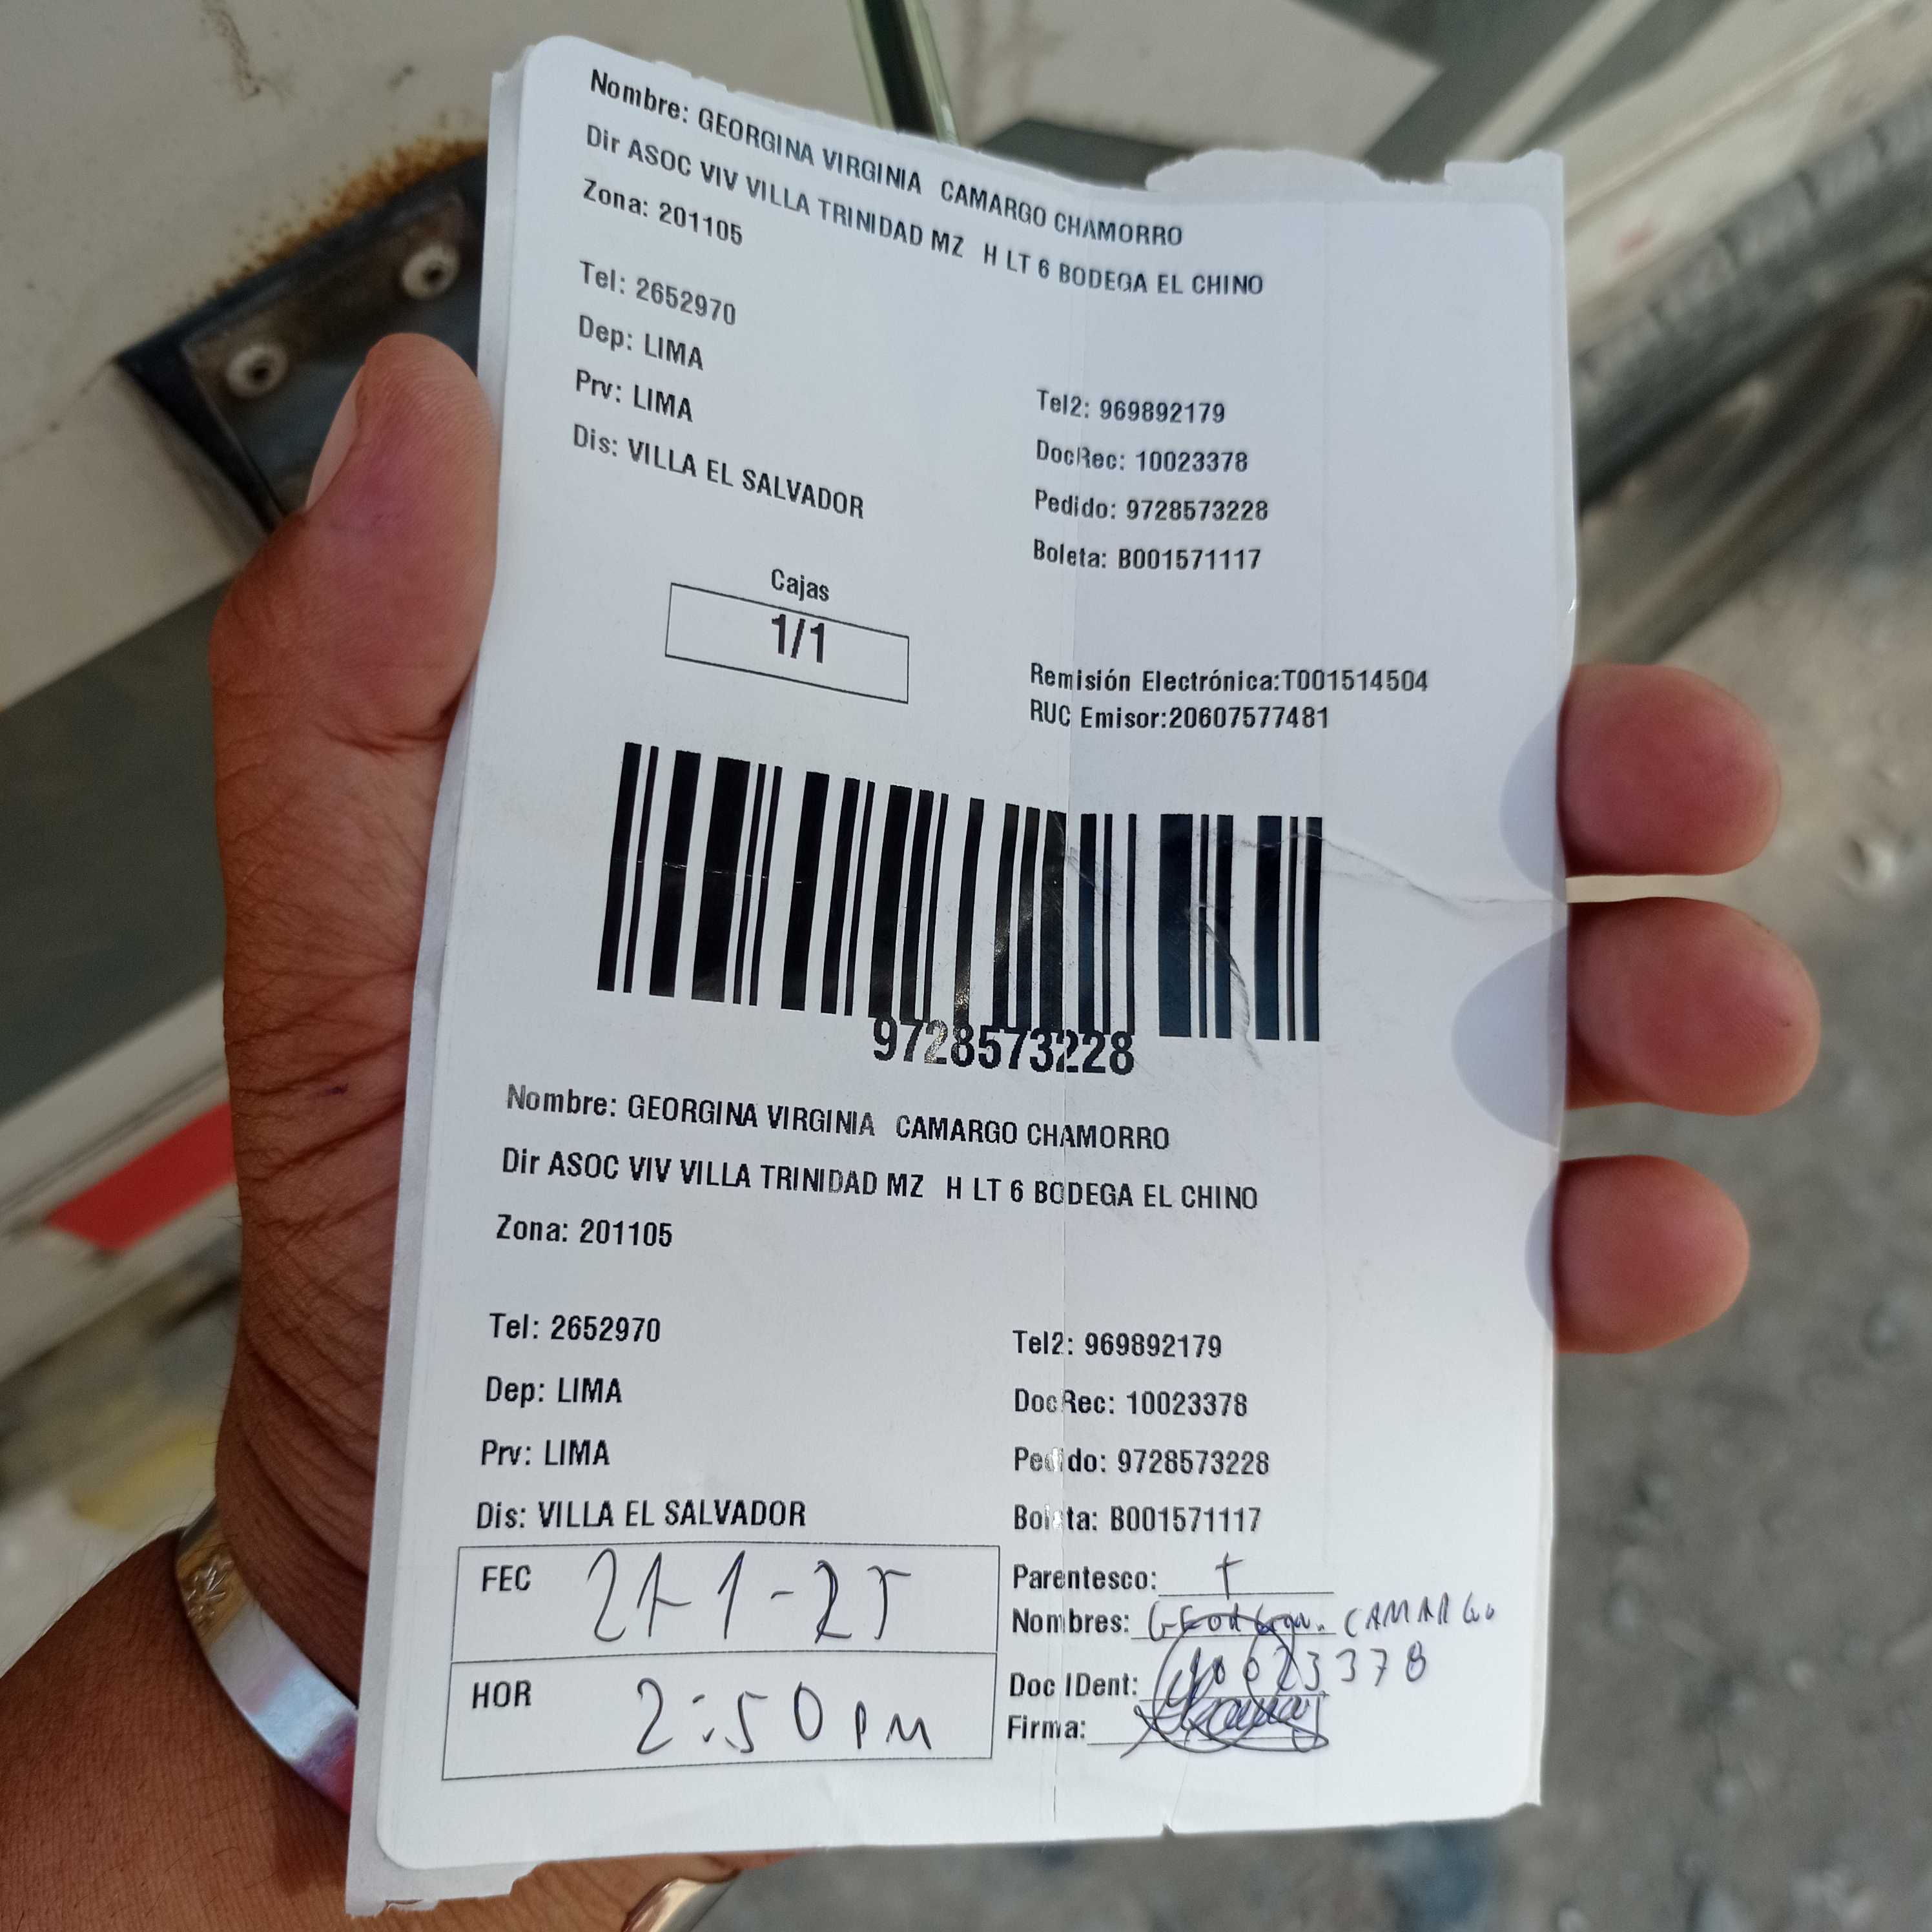 Nombre: GEORGINA VIRGINIA CAMARGO CHAMORRO
Dir ASOC VIV VILLA TRINIDAD MZ H LT 6 BODEGA EL CHINO
Zona: 201105
Tel: 2652970
Dep: LIMA
Prv: LIMA
Dis: VILLA EL SALVADOR
Tel2: 969892179
DocRec: 10023378
Pedido: 9728573228
Boleta: B001571117
Cajas
1/1
Remisión Electrónica:T001514504
RUC Emisor:20607577481
9728573228
Nombre: GEORGINA VIRGINIA CAMARGO CHAMORRO
Dir ASOC VIV VILLA TRINIDAD MZ H LT 6 BODEGA EL CHINO
Zona: 201105
Tel: 2652970
Dep: LIMA
Prv: LIMA
Dis: VILLA EL SALVADOR
Tel2: 969892179
DocRec: 10023378
Pedido: 9728573228
Boleta: B001571117
FEC
HOR 2:50 PM
Parentesco:
Nombres: CAMARGO
Doc IDent:
Firma: